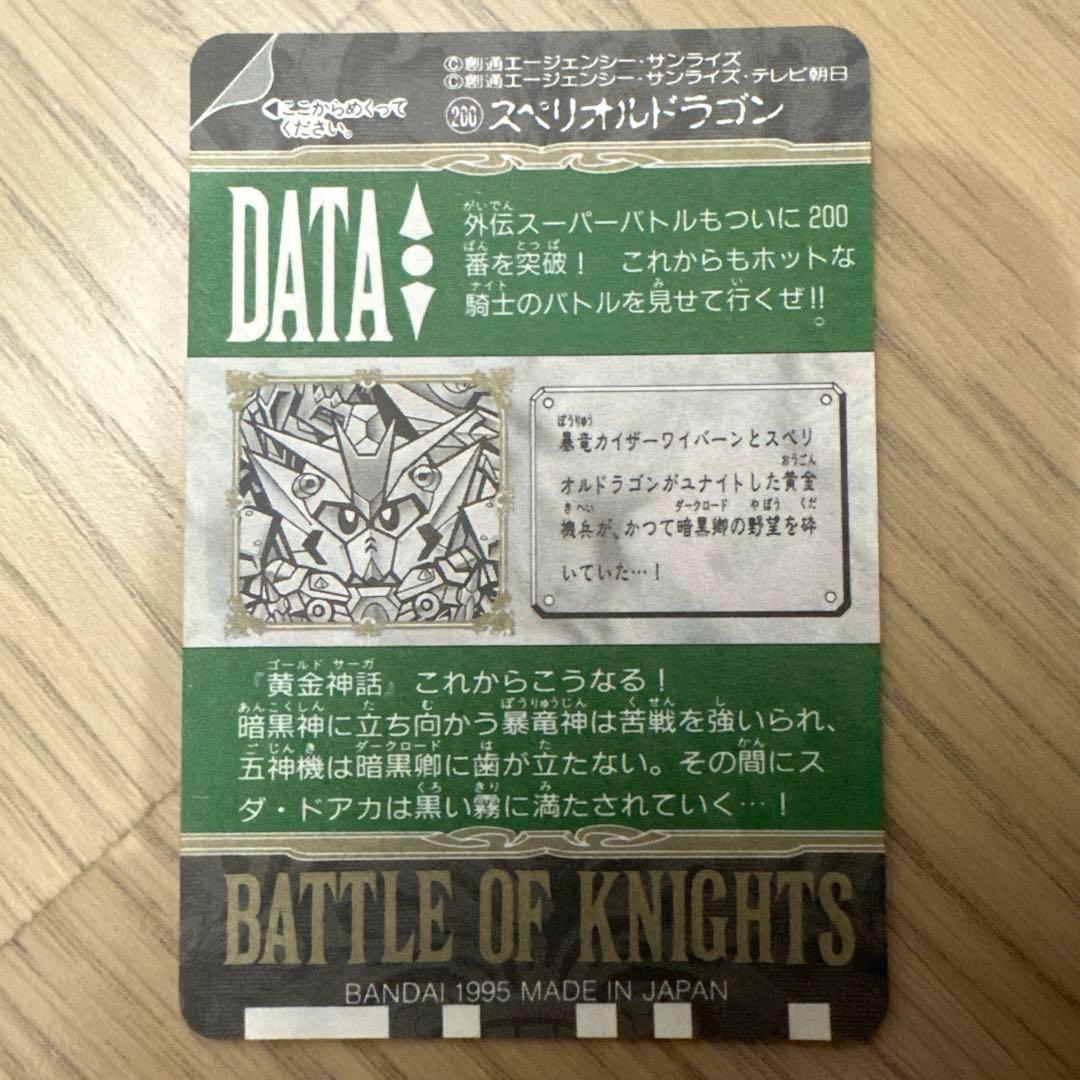 ©創通エージェンシー・サンライズ
©創通エージェンシー・サンライズ・テレビ朝日
◀ここからめくって
ください。
200 スペリオルドラゴン
DATA
外伝スーパーバトルもついに200
番を突破！ これからもホットな
騎士のバトルを見せて行くぜ!!。
暴竜カイザーワイバーンとスペリ
オルドラゴンがユナイトした黄金
機兵が、かつて暗黒卿の野望を砕
いていた…！
『黄金神話』これからこうなる！
暗黒神に立ち向かう暴竜神は苦戦を強いられ、
五神機は暗黒卿に歯が立たない。その間にス
ダ・ドアカは黒い霧に満たされていく…！
BATTLE OF KNIGHTS
BANDAI 1995 MADE IN JAPAN